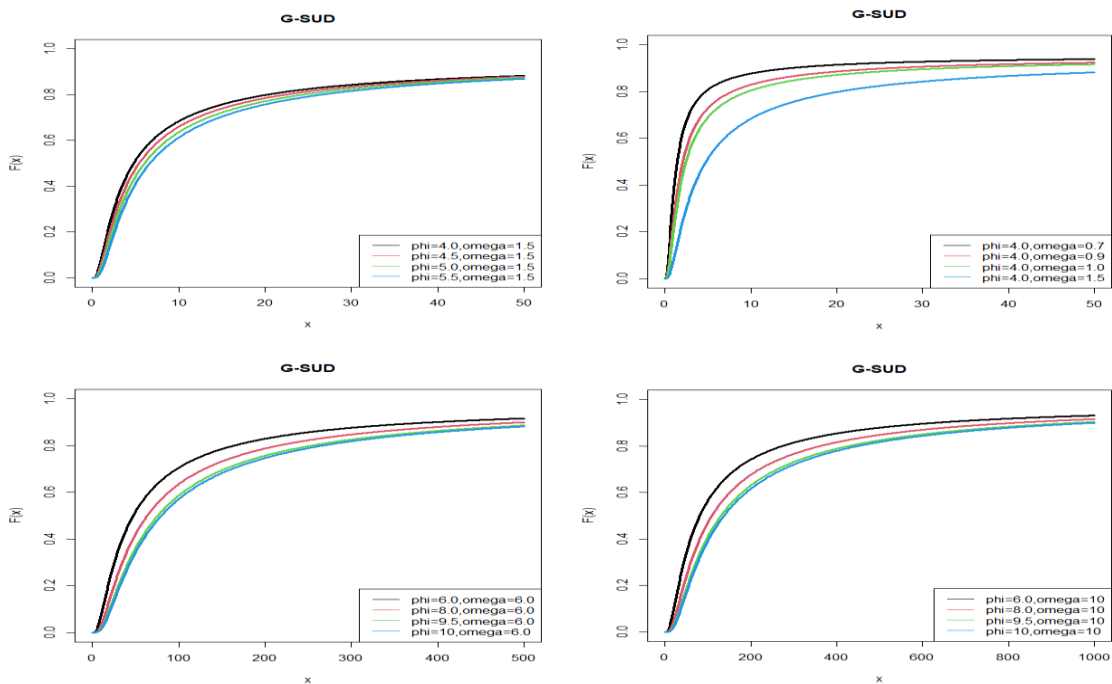 G-SUD
F(x)
1.0
0.8
0.6
0.4
0.2
0.0
phi=4.0,omega=1.5
phi=4.5,omega=1.5
phi=5.0,omega=1.5
phi=5.5,omega=1.5
0 10 20 30 40 50
x
G-SUD
F(x)
1.0
0.8
0.6
0.4
0.2
0.0
phi=4.0,omega=0.7
phi=4.0,omega=0.9
phi=4.0,omega=1.0
phi=4.0,omega=1.5
0 10 20 30 40 50
x
G-SUD
F(x)
1.0
0.8
0.6
0.4
0.2
0.0
phi=6.0,omega=6.0
phi=8.0,omega=6.0
phi=9.5,omega=6.0
phi=10,omega=6.0
0 100 200 300 400 500
x
G-SUD
F(x)
1.0
0.8
0.6
0.4
0.2
0.0
phi=6.0,omega=10
phi=8.0,omega=10
phi=9.5,omega=10
phi=10,omega=10
0 200 400 600 800 1000
x